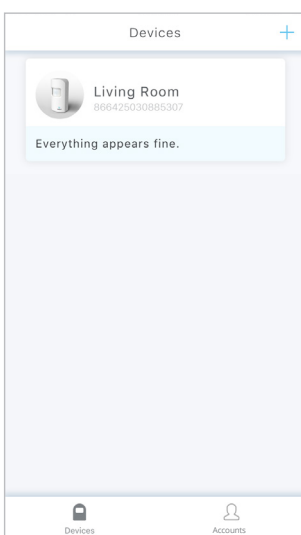 Devices
Living Room
866425030885307
Everything appears fine.
Devices
Accounts